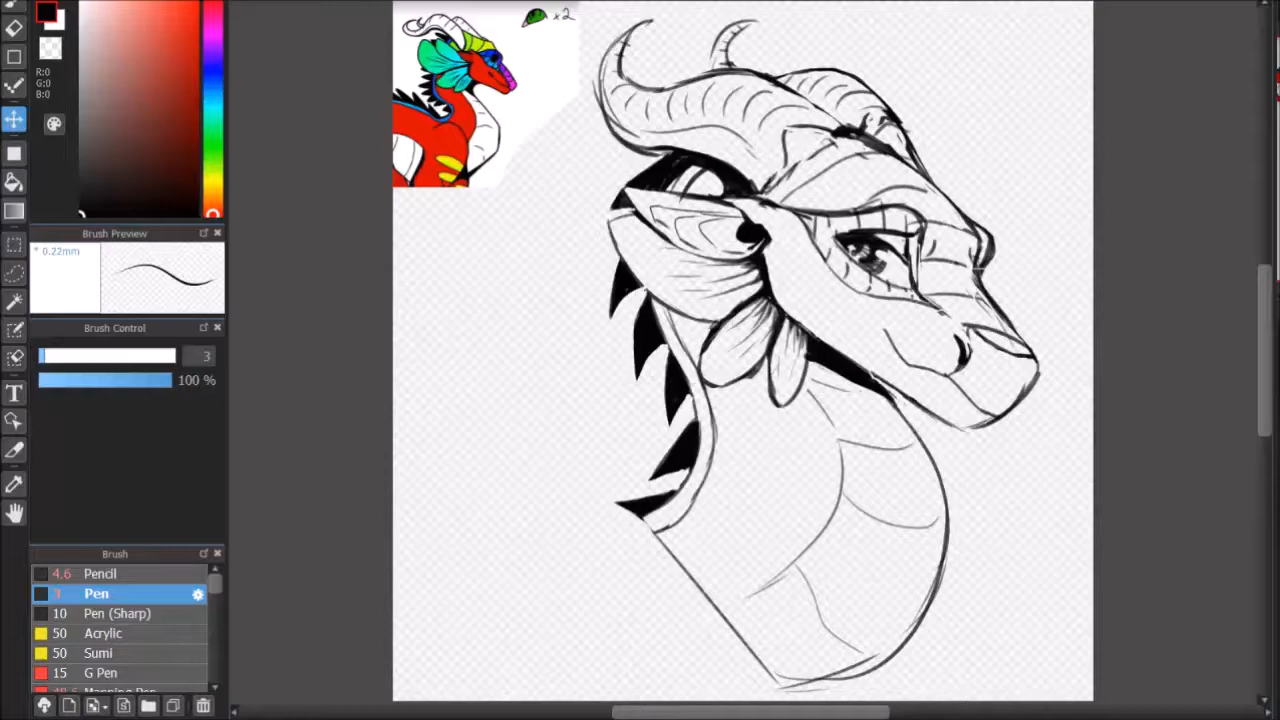 x2
R:0
G:0
B:0
Brush Preview
* 0.22mm
Brush Control
3
100 %
Brush
4.6 Pencil
Pen
10 Pen (Sharp)
50 Acrylic
50 Sumi
15 G Pen